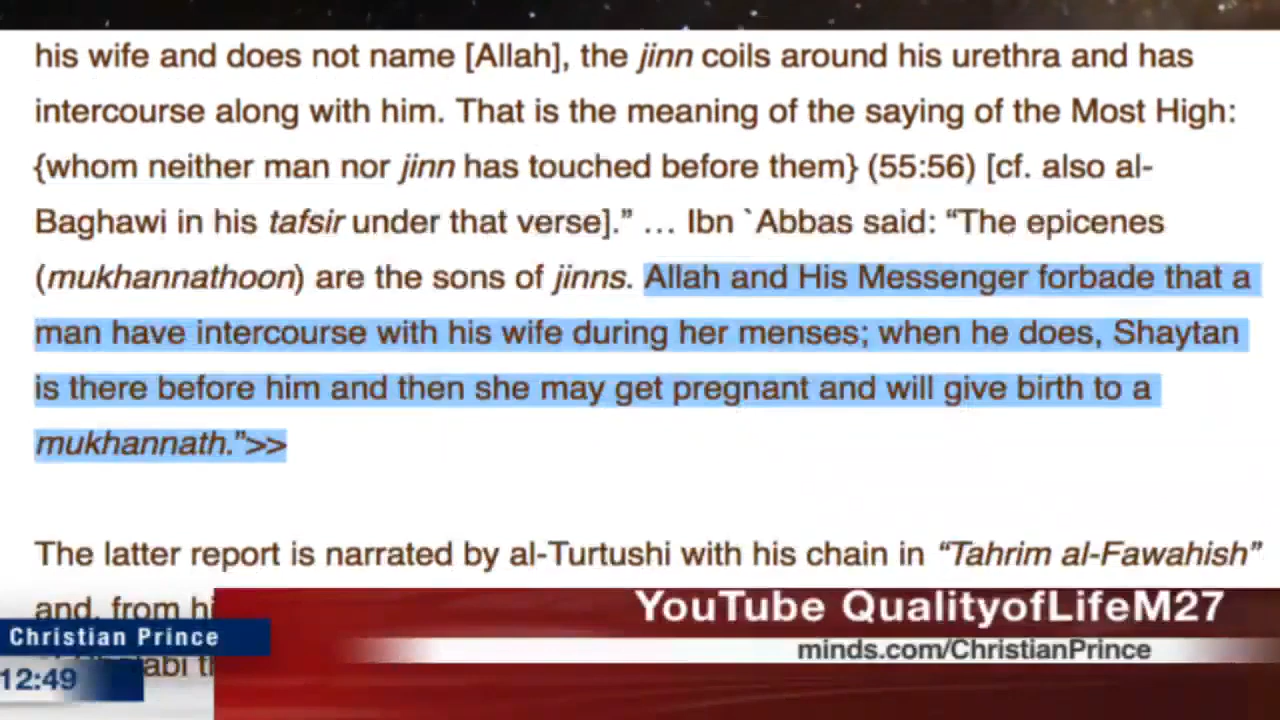 his wife and does not name [Allah], the jinn coils around his urethra and has
intercourse along with him. That is the meaning of the saying of the Most High:
{whom neither man nor jinn has touched before them} (55:56) [cf. also al-
Baghawi in his tafsir under that verse].” … Ibn `Abbas said: “The epicenes
(mukhannathoon) are the sons of jinns. Allah and His Messenger forbade that a
man have intercourse with his wife during her menses; when he does, Shaytan
is there before him and then she may get pregnant and will give birth to a
mukhannath.”>>
The latter report is narrated by al-Turtushi with his chain in “Tahrim al-Fawahish”
and, from
YouTube QualityofLifeM27
Christian Prince
minds.com/ChristianPrince
12:49